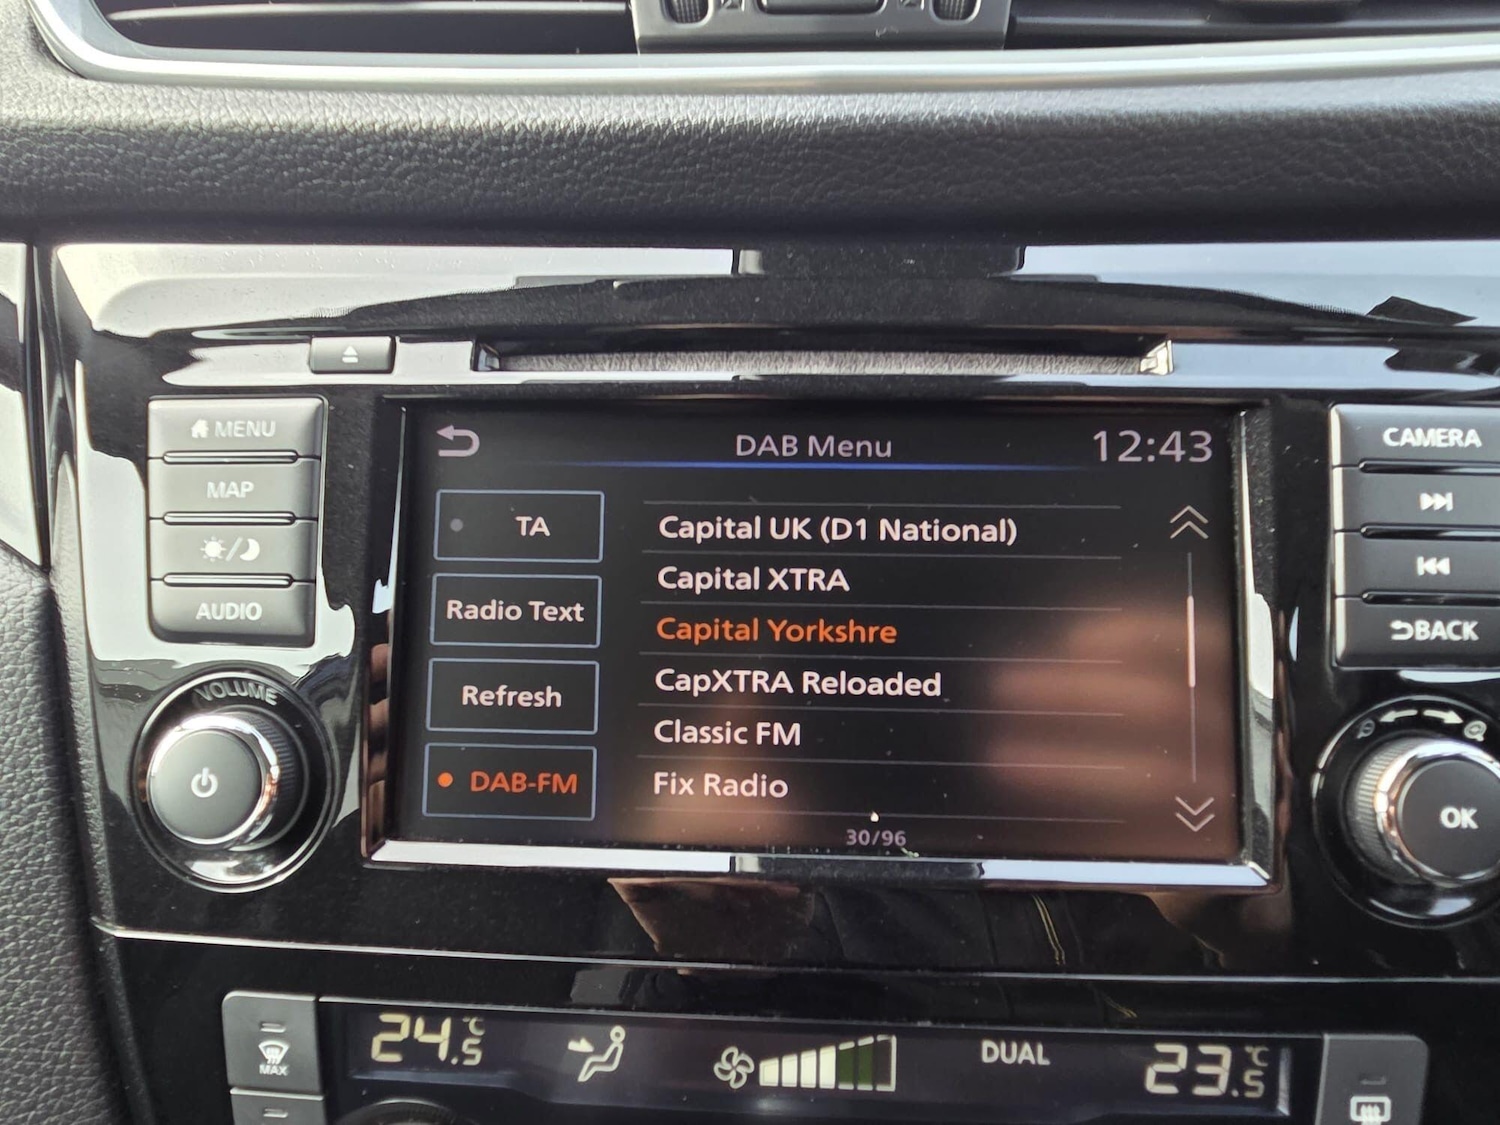 MENU
MAP
AUDIO
VOLUME
DAB Menu
12:43
TA
Radio Text
Refresh
DAB-FM
Capital UK (D1 National)
Capital XTRA
Capital Yorkshre
CapXTRA Reloaded
Classic FM
Fix Radio
30/96
CAMERA
BACK
OK
MAX
24.5°C
DUAL
23.5°C